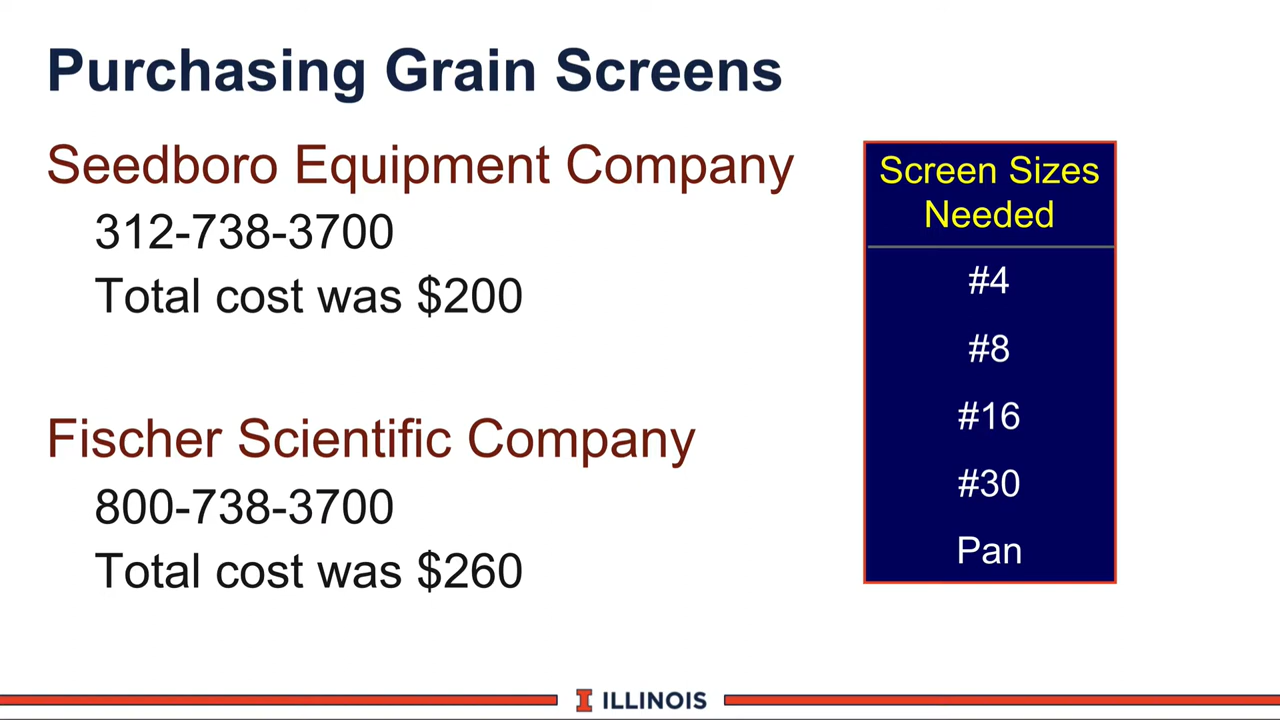 Purchasing Grain Screens
Seedboro Equipment Company
312-738-3700
Total cost was $200
Fischer Scientific Company
800-738-3700
Total cost was $260
Screen Sizes
Needed
#4
#8
#16
#30
Pan
I ILLINOIS